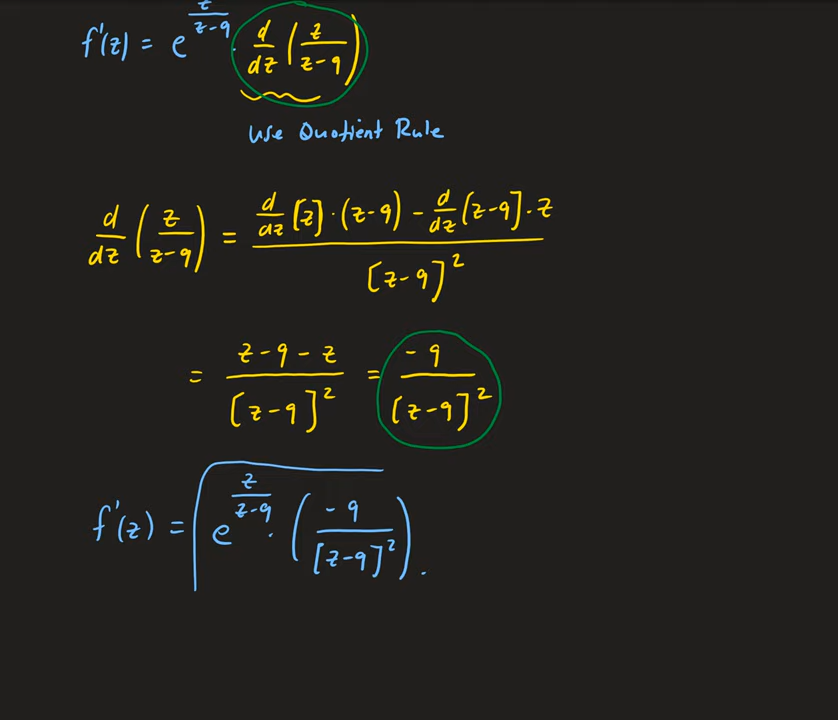 f'(z) = e^{z/(z-9)} · d/dz (z/(z-9))
Use Quotient Rule
d/dz (z/(z-9)) = (d/dz [z] · (z-9) - d/dz [z-9] · z) / [z-9]^2
= (z-9-z) / [z-9]^2 = -9 / [z-9]^2
f'(z) = e^{z/(z-9)} · (-9 / [z-9]^2).